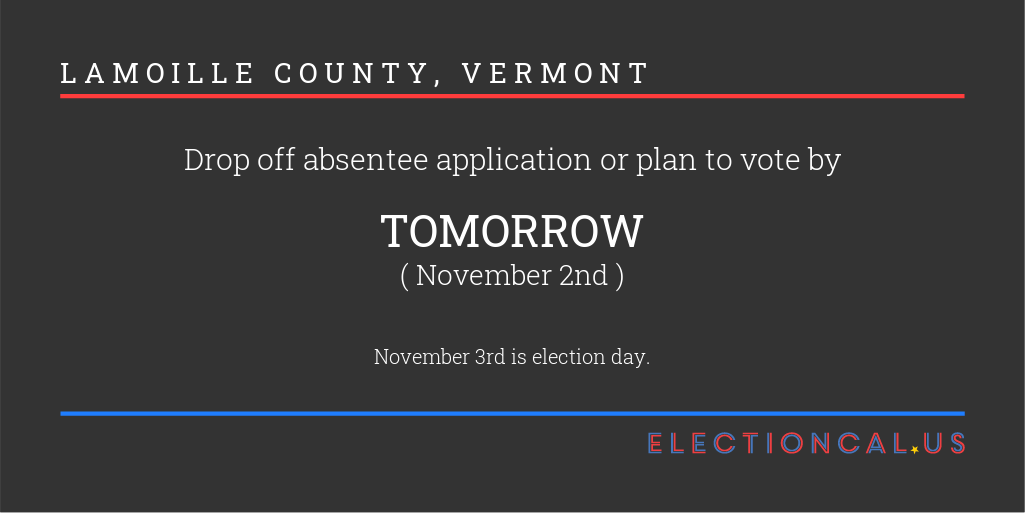 LAMOILLE COUNTY, VERMONT
Drop off absentee application or plan to vote by
TOMORROW
( November 2nd )
November 3rd is election day.
ELECTIONCAL.US